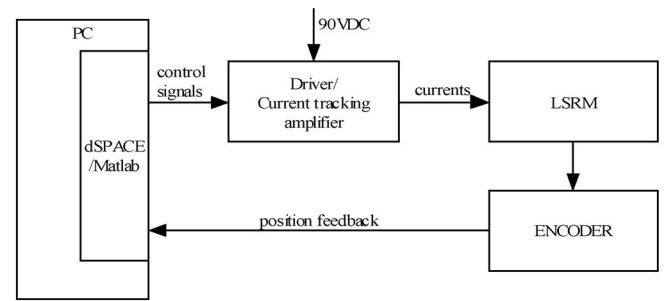 PC
90VDC
control
signals
Driver/
Current tracking
amplifier
currents
LSRM
dSPACE
/Matlab
position feedback
ENCODER